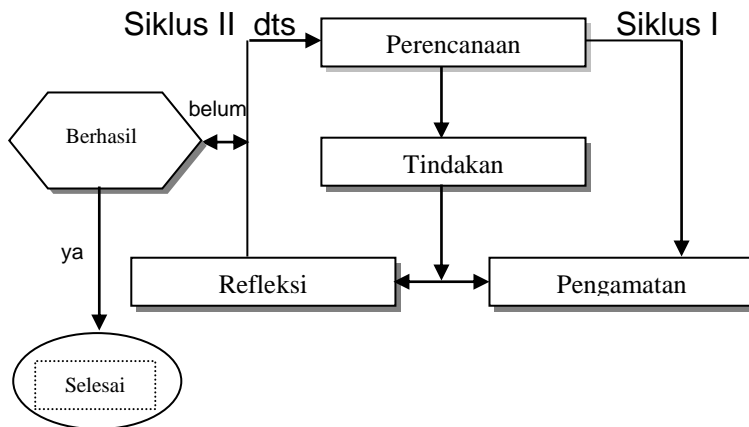 Siklus II dts
Perencanaan
Siklus I
belum
Berhasil
Tindakan
ya
Refleksi
Pengamatan
Selesai